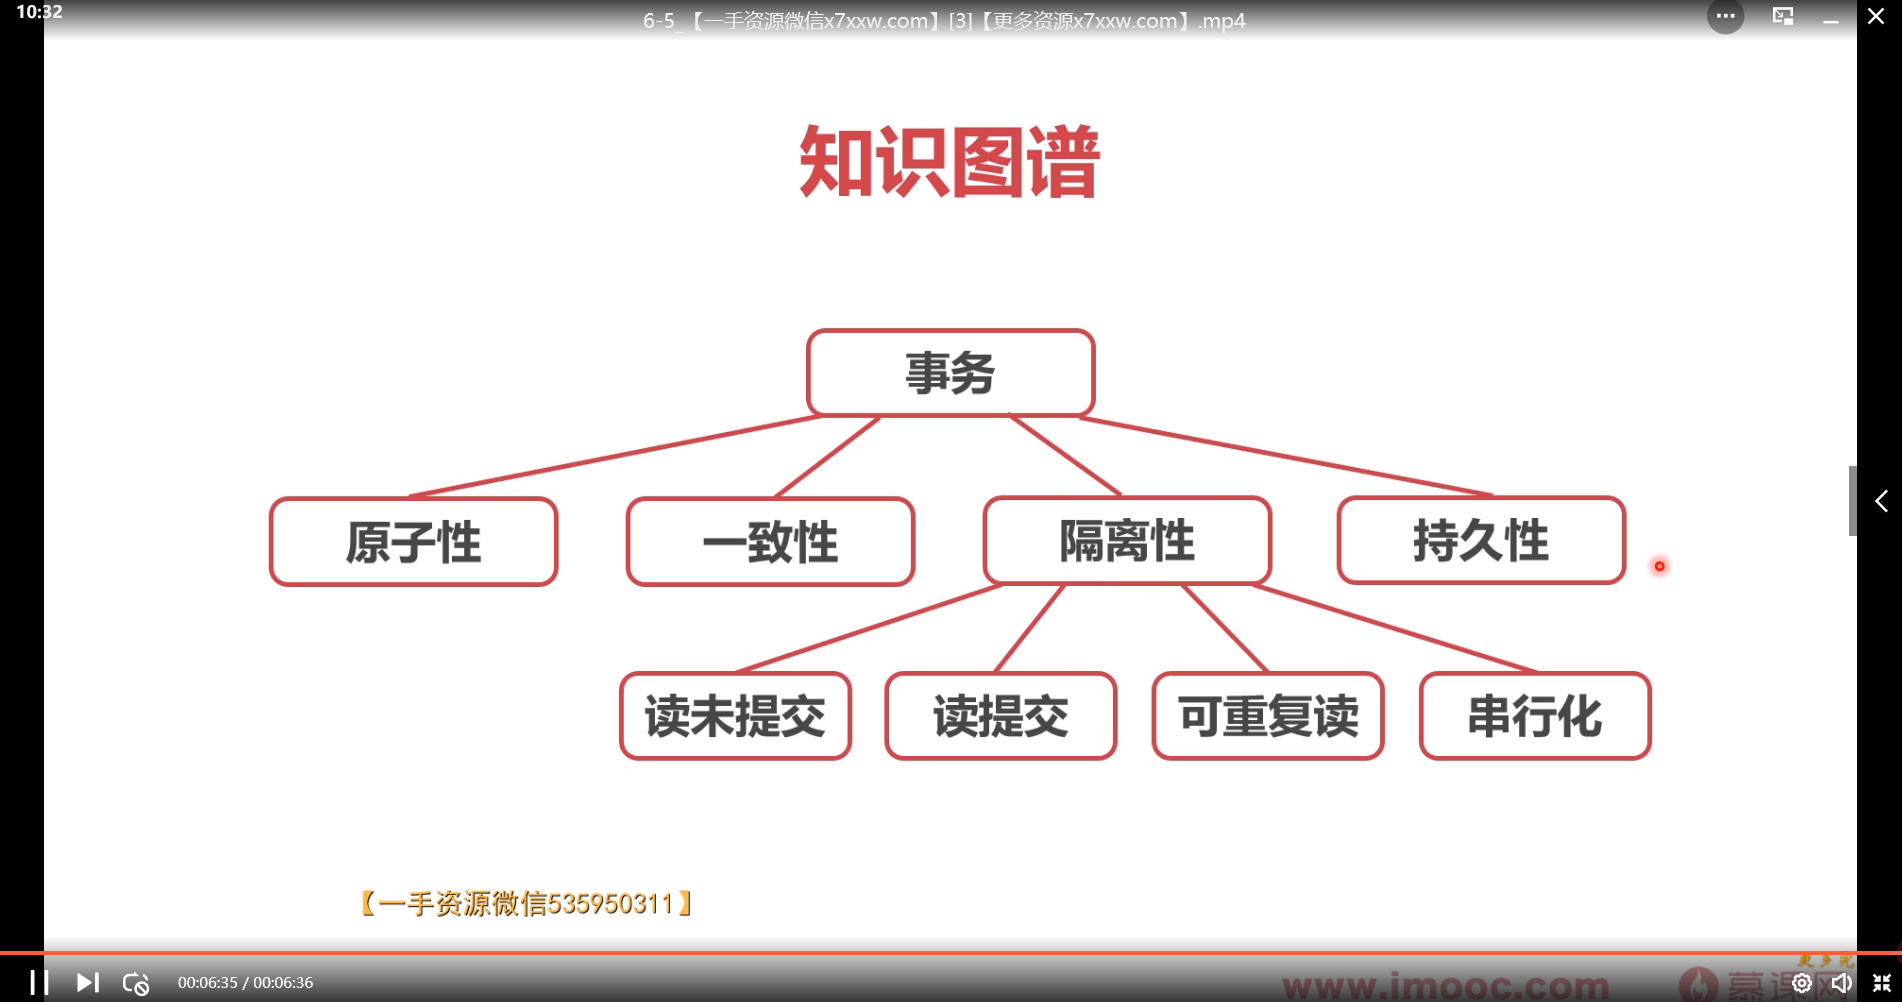 10:32
6-5_【一手资源微信x7xxw.com】[3]【更多资源x7xxw.com】.mp4
知识图谱
事务
原子性
一致性
隔离性
持久性
读未提交
读提交
可重复读
串行化
【一手资源微信535950311】
00:06:35 / 00:06:36
www.imooc.com
慕课网